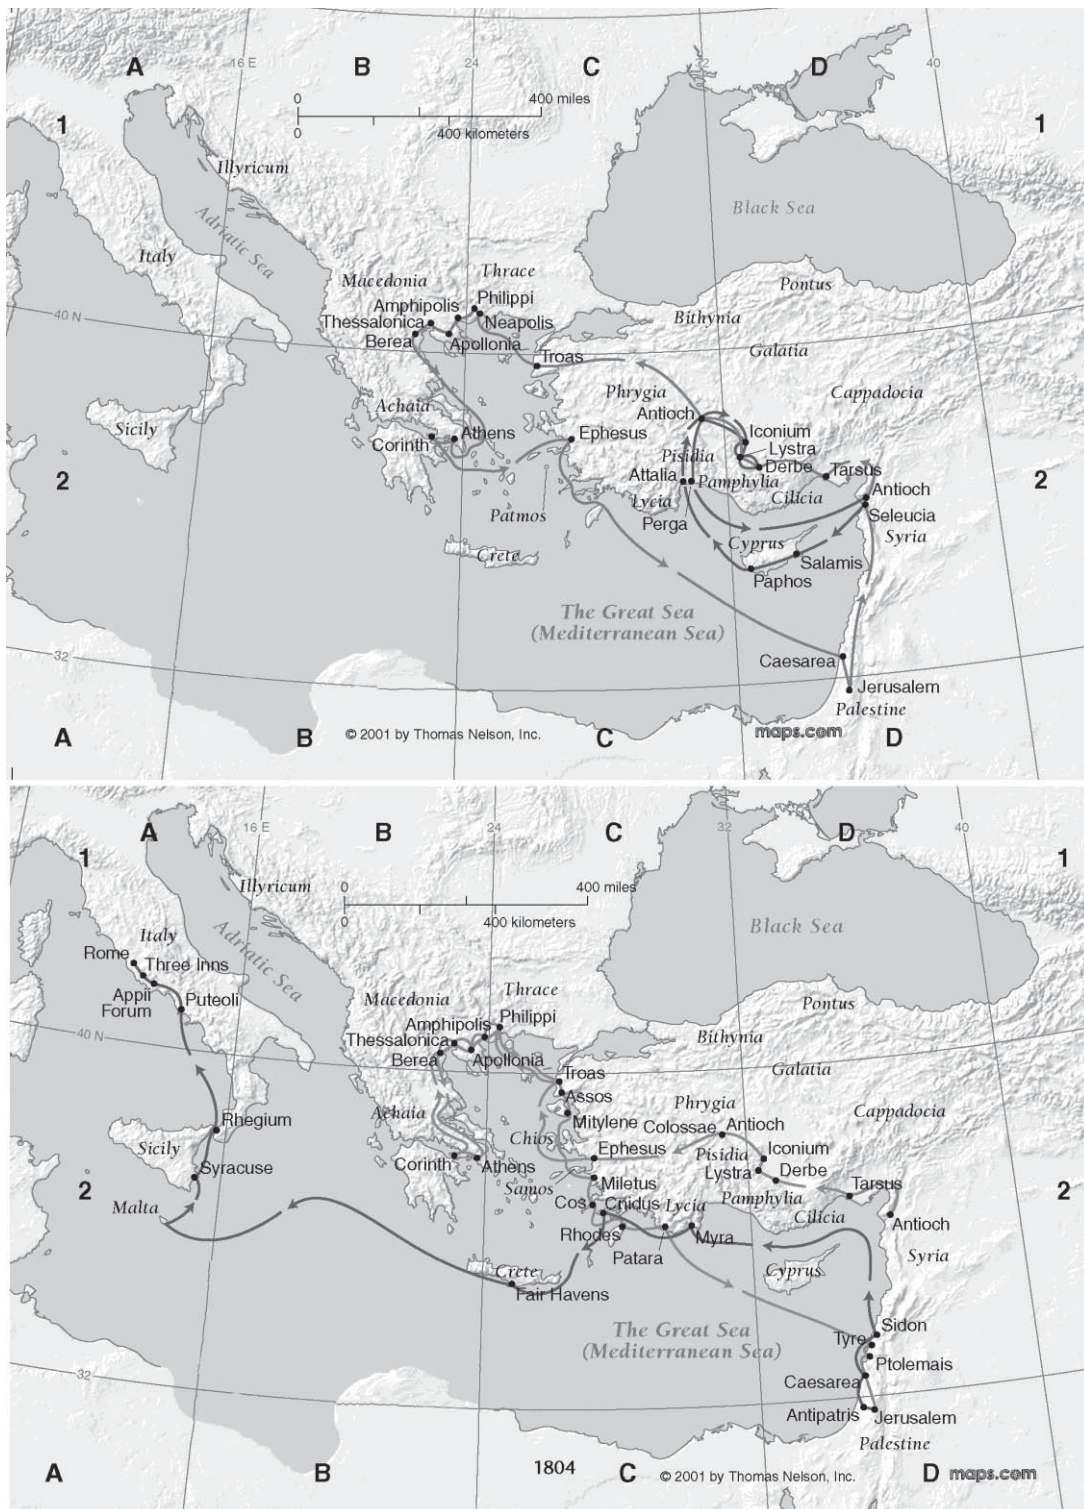 A
B
C
D
16 E
24
32
40
0
400 miles
400 kilometers
1
1
Illyricum
Adriatic Sea
Black Sea
Italy
Thrace
Macedonia
Pontus
Philippi
Amphipolis
40 N
Thessalonica
Neapolis
Bithynia
Berea
Apollonia
Troas
Galatia
Phrygia
Cappadocia
Achaia
Antioch
Sicily
Corinth
Athens
Ephesus
Iconium
Lystra
Pisidia
Derbe
2
Attalia
Pamphylia
Tarsus
2
Lycia
Cilicia
Antioch
Patmos
Perga
Seleucia
Cyprus
Syria
Crete
Salamis
Paphos
The Great Sea
(Mediterranean Sea)
32
Caesarea
Jerusalem
Palestine
A
B
© 2001 by Thomas Nelson, Inc.
C
maps.com
D
A
B
C
D
16 E
24
32
40
1
1
0
400 miles
400 kilometers
Illyricum
Adriatic Sea
Black Sea
Italy
Rome
Three Inns
Appii
Forum
Puteoli
Thrace
Macedonia
Pontus
Philippi
Amphipolis
40 N
Thessalonica
Bithynia
Berea
Apollonia
Troas
Galatia
Assos
Phrygia
Mitylene
Cappadocia
Achaia
Colossae
Antioch
Rhegium
Chios
Sicily
Ephesus
Pisidia
Iconium
Corinth
Athens
Lystra
Derbe
Syracuse
Samos
Miletus
Tarsus
2
Pamphylia
2
Malta
Cos
Cnidus
Lycia
Cilicia
Antioch
Rhodes
Myra
Patara
Syria
Crete
Cyprus
Fair Havens
The Great Sea
(Mediterranean Sea)
Sidon
Tyre
Ptolemais
32
Caesarea
Antipatris
Jerusalem
Palestine
A
B
1804
C
© 2001 by Thomas Nelson, Inc.
D
maps.com